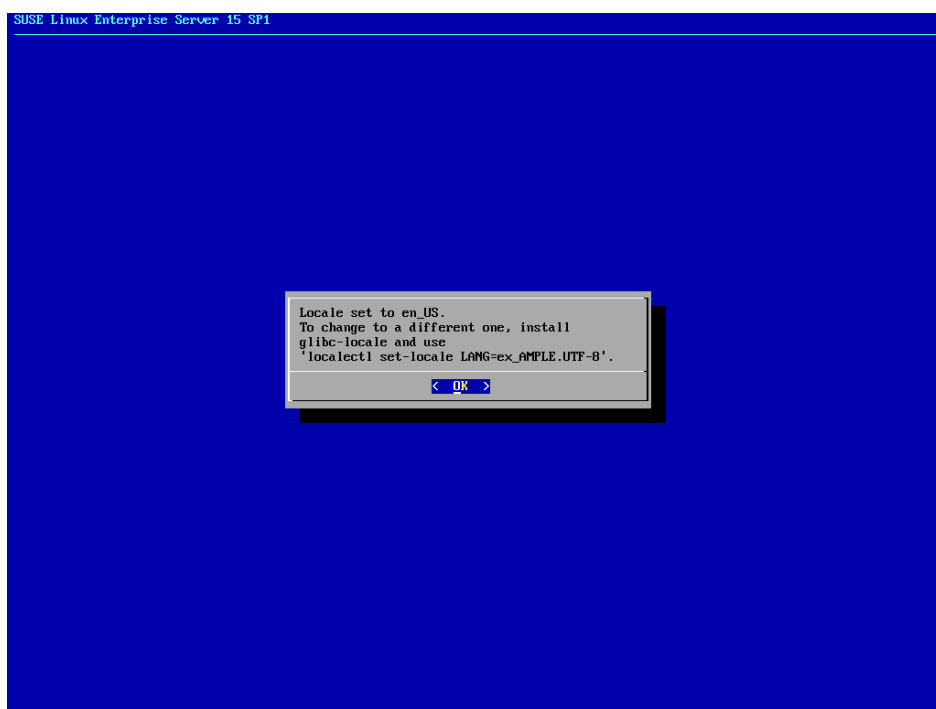 SUSE Linux Enterprise Server 15 SP1
Locale set to en_US.
To change to a different one, install
glibc-locale and use
'localectl set-locale LANG=ex_AMPLE.UTF-8'.
< OK >